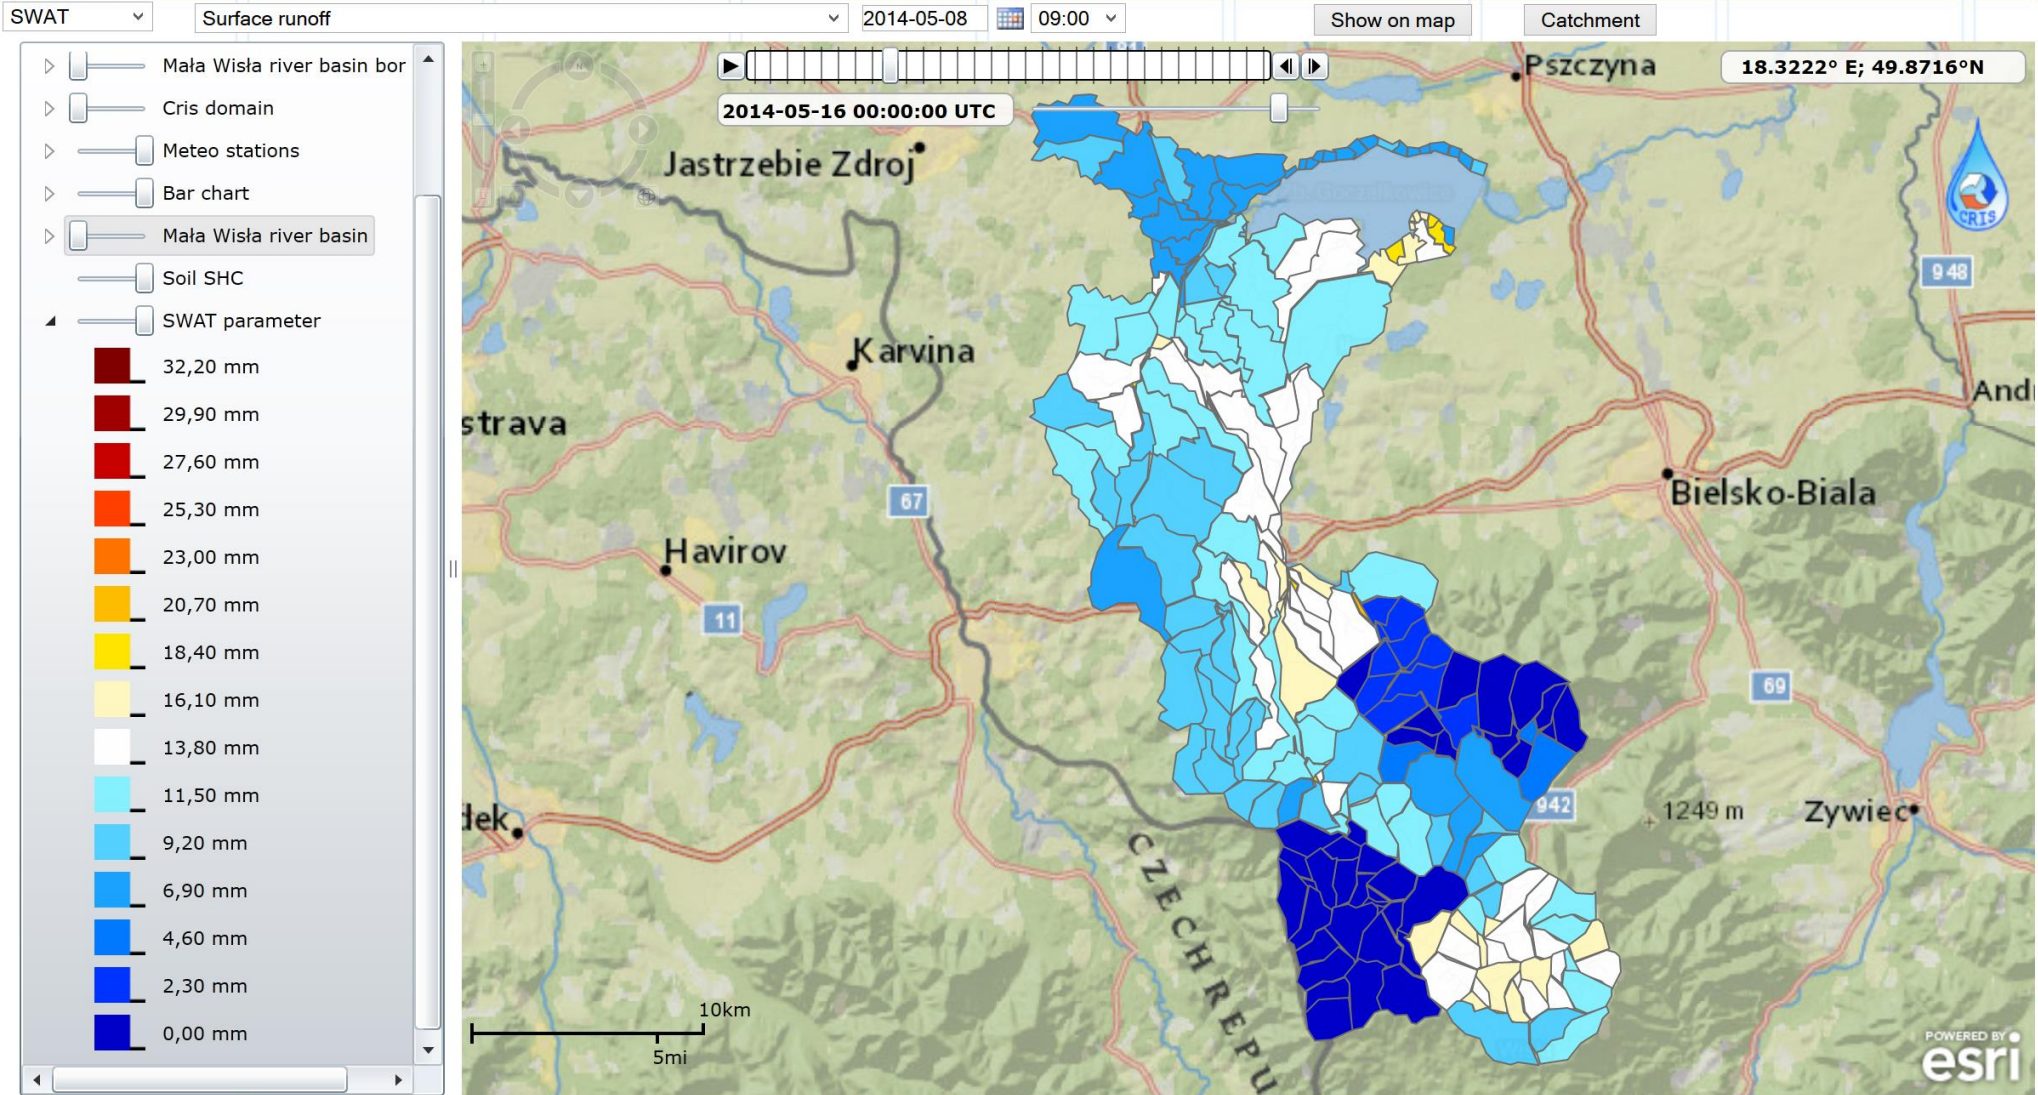 SWAT Surface runoff 2014-05-08 09:00 Show on map Catchment
Mała Wisła river basin bor
Cris domain
Meteo stations
Bar chart
Mała Wisła river basin
Soil SHC
SWAT parameter
32,20 mm
29,90 mm
27,60 mm
25,30 mm
23,00 mm
20,70 mm
18,40 mm
16,10 mm
13,80 mm
11,50 mm
9,20 mm
6,90 mm
4,60 mm
2,30 mm
0,00 mm
2014-05-16 00:00:00 UTC
18.3222° E; 49.8716°N
Pszczyna
Jastrzebie Zdroj
CRIS
948
Karvina
Andr
strava
67
Bielsko-Biala
Havirov
11
69
942
1249 m
Zywiec
dek
CZECH REPU
10km
5mi
POWERED BY
esri